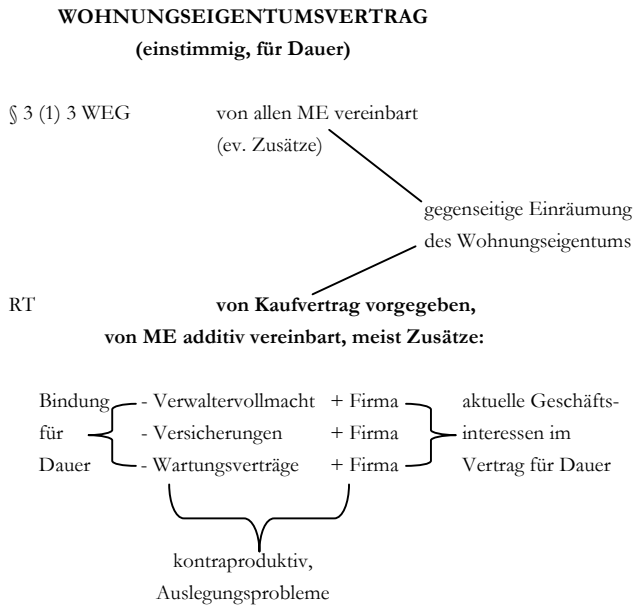 WOHNUNGSEIGENTUMSVERTRAG
(einstimmig, für Dauer)
§ 3 (1) 3 WEG von allen ME vereinbart
(ev. Zusätze)
gegenseitige Einräumung
des Wohnungseigentums
RT von Kaufvertrag vorgegeben,
von ME additiv vereinbart, meist Zusätze:
Bindung - Verwaltervollmacht + Firma aktuelle Geschäfts-
für - Versicherungen + Firma interessen im
Dauer - Wartungsverträge + Firma Vertrag für Dauer
kontraproduktiv,
Auslegungsprobleme